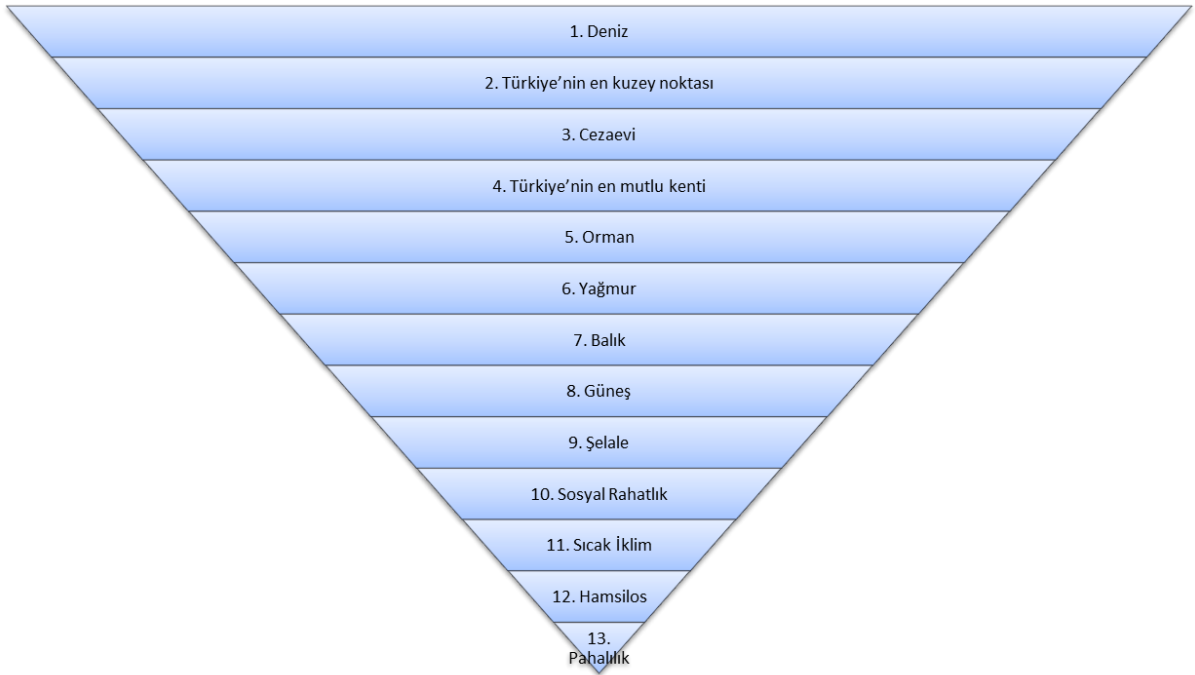 1. Deniz
2. Türkiye’nin en kuzey noktası
3. Cezaevi
4. Türkiye’nin en mutlu kenti
5. Orman
6. Yağmur
7. Balık
8. Güneş
9. Şelale
10. Sosyal Rahatlık
11. Sıcak İklim
12. Hamsilos
13.
Pahalılık